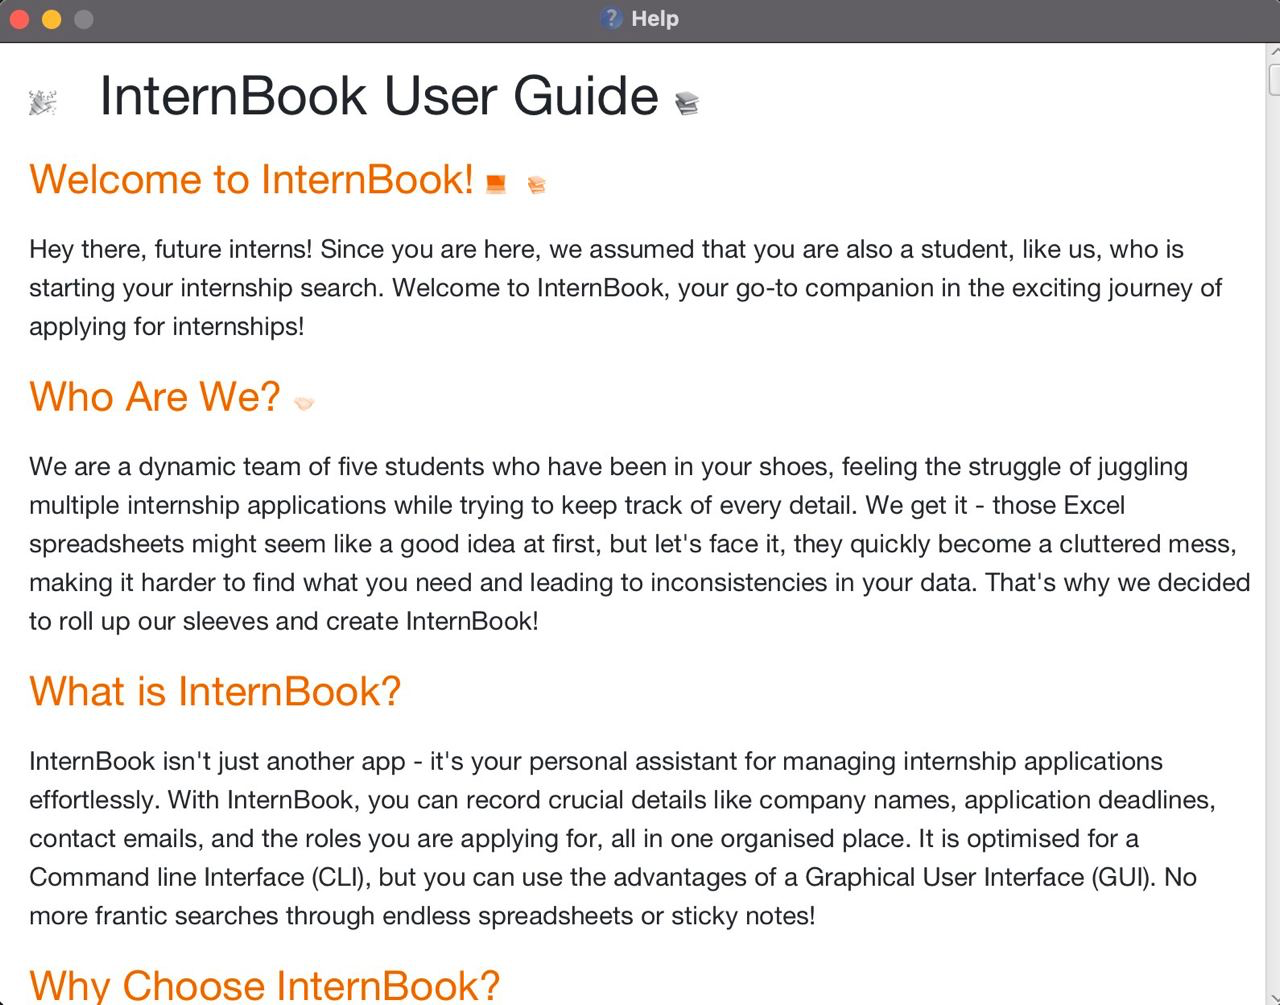 Help
InternBook User Guide
Welcome to InternBook!
Hey there, future interns! Since you are here, we assumed that you are also a student, like us, who is
starting your internship search. Welcome to InternBook, your go-to companion in the exciting journey of
applying for internships!
Who Are We?
We are a dynamic team of five students who have been in your shoes, feeling the struggle of juggling
multiple internship applications while trying to keep track of every detail. We get it - those Excel
spreadsheets might seem like a good idea at first, but let's face it, they quickly become a cluttered mess,
making it harder to find what you need and leading to inconsistencies in your data. That's why we decided
to roll up our sleeves and create InternBook!
What is InternBook?
InternBook isn't just another app - it's your personal assistant for managing internship applications
effortlessly. With InternBook, you can record crucial details like company names, application deadlines,
contact emails, and the roles you are applying for, all in one organised place. It is optimised for a
Command line Interface (CLI), but you can use the advantages of a Graphical User Interface (GUI). No
more frantic searches through endless spreadsheets or sticky notes!
Why Choose InternBook?